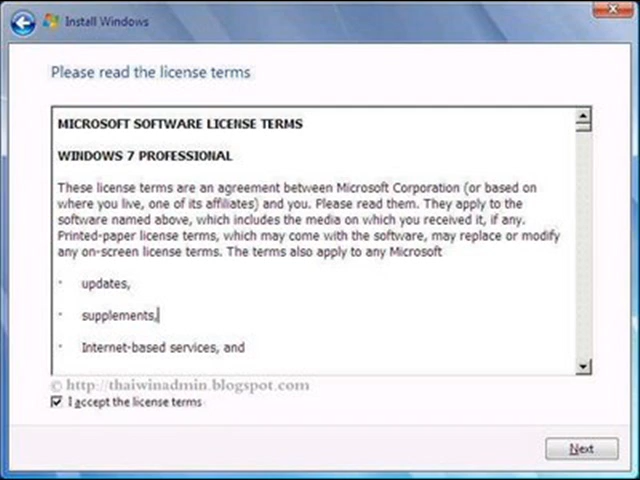 Install Windows
Please read the license terms
MICROSOFT SOFTWARE LICENSE TERMS
WINDOWS 7 PROFESSIONAL
These license terms are an agreement between Microsoft Corporation (or based on
where you live, one of its affiliates) and you. Please read them. They apply to the
software named above, which includes the media on which you received it, if any.
Printed-paper license terms, which may come with the software, may replace or modify
any on-screen license terms. The terms also apply to any Microsoft
· updates,
· supplements,
· Internet-based services, and
© http://thaiwinadmin.blogspot.com
I accept the license terms
Next